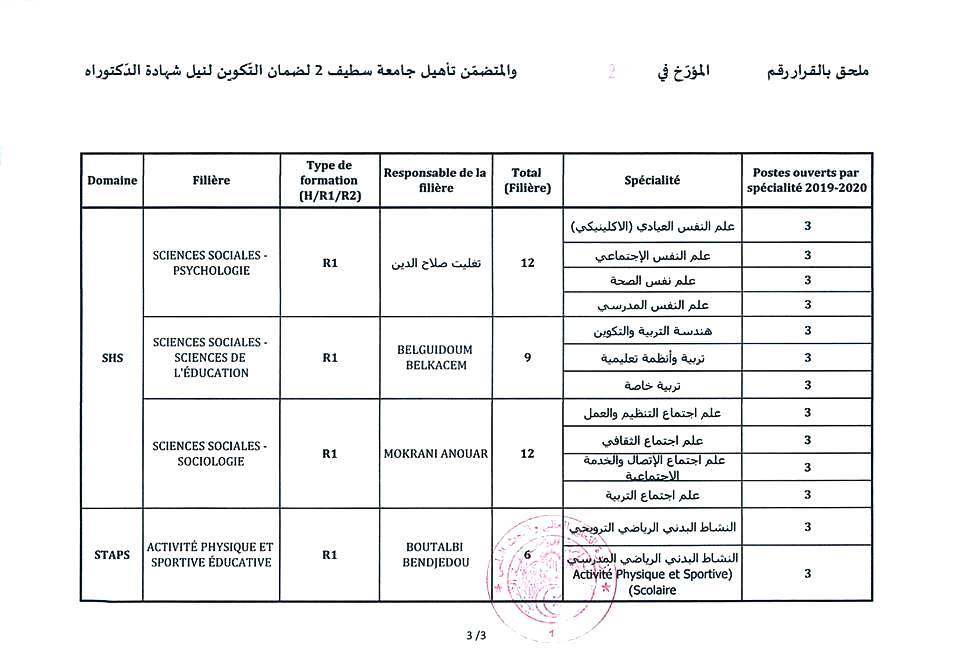 ملحق بالقرار رقم المؤرّخ في 2 والمتضمّن تأهيل جامعة سطيف 2 لضمان التّكوين لنيل شهادة الدّكتوراه
Domaine
Filière
Type de
formation
(H/R1/R2)
Responsable de la
filière
Total
(Filière)
Spécialité
Postes ouverts par
spécialité 2019-2020
SHS
SCIENCES SOCIALES -
PSYCHOLOGIE
R1
تغليت صلاح الدين
12
علم النفس العيادي (الاكلينيكي)
3
علم النفس الإجتماعي
3
علم نفس الصحة
3
علم النفس المدرسي
3
SCIENCES SOCIALES -
SCIENCES DE
L'ÉDUCATION
R1
BELGUIDOUM
BELKACEM
9
هندسة التربية والتكوين
3
تربية وأنظمة تعليمية
3
تربية خاصة
3
SCIENCES SOCIALES -
SOCIOLOGIE
R1
MOKRANI ANOUAR
12
علم اجتماع التنظيم والعمل
3
علم اجتماع الثقافي
3
علم اجتماع الإتصال والخدمة
الاجتماعية
3
علم اجتماع التربية
3
STAPS
ACTIVITÉ PHYSIQUE ET
SPORTIVE ÉDUCATIVE
R1
BOUTALBI
BENDJEDOU
6
النشاط البدني الرياضي الترويحي
3
النشاط البدني الرياضي المدرسي
Activité Physique et Sportive)
(Scolaire
3
3 /3
1